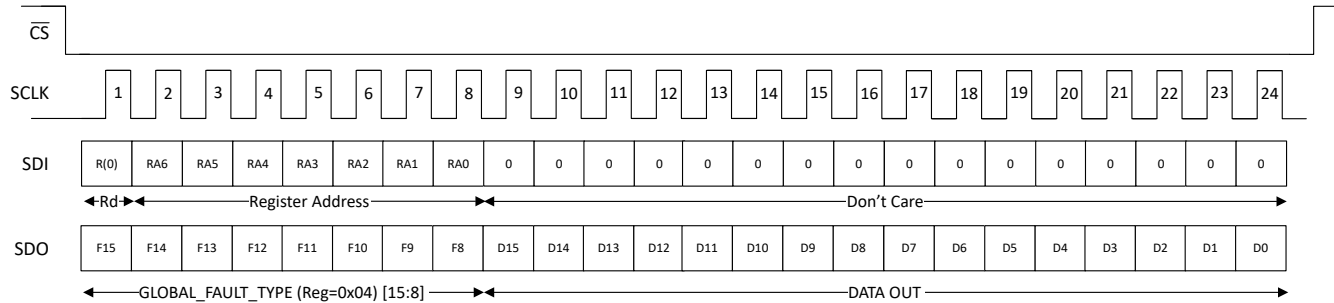 CS
SCLK 1 2 3 4 5 6 7 8 9 10 11 12 13 14 15 16 17 18 19 20 21 22 23 24
SDI R(0) RA6 RA5 RA4 RA3 RA2 RA1 RA0 0 0 0 0 0 0 0 0 0 0 0 0 0 0 0 0
Rd Register Address Don't Care
SDO F15 F14 F13 F12 F11 F10 F9 F8 D15 D14 D13 D12 D11 D10 D9 D8 D7 D6 D5 D4 D3 D2 D1 D0
GLOBAL_FAULT_TYPE (Reg=0x04) [15:8] DATA OUT